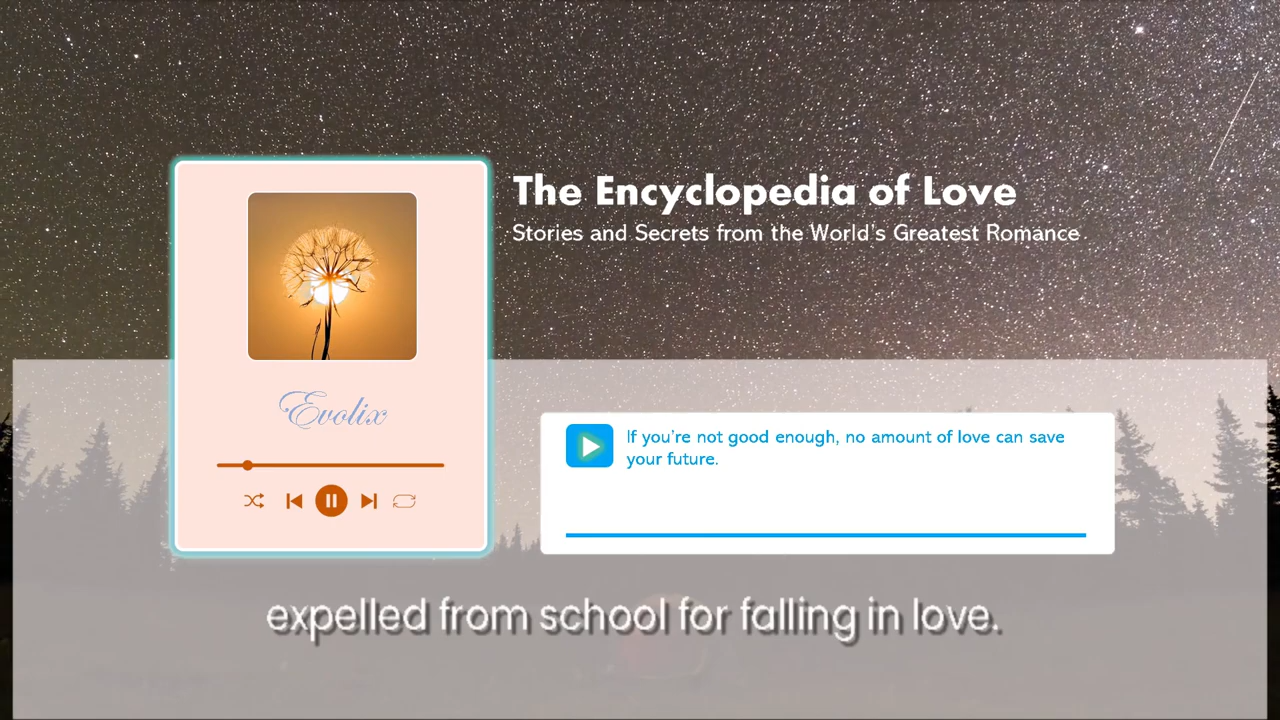 The Encyclopedia of Love
Stories and Secrets from the World's Greatest Romance
Evolix
If you're not good enough, no amount of love can save
your future.
expelled from school for falling in love.